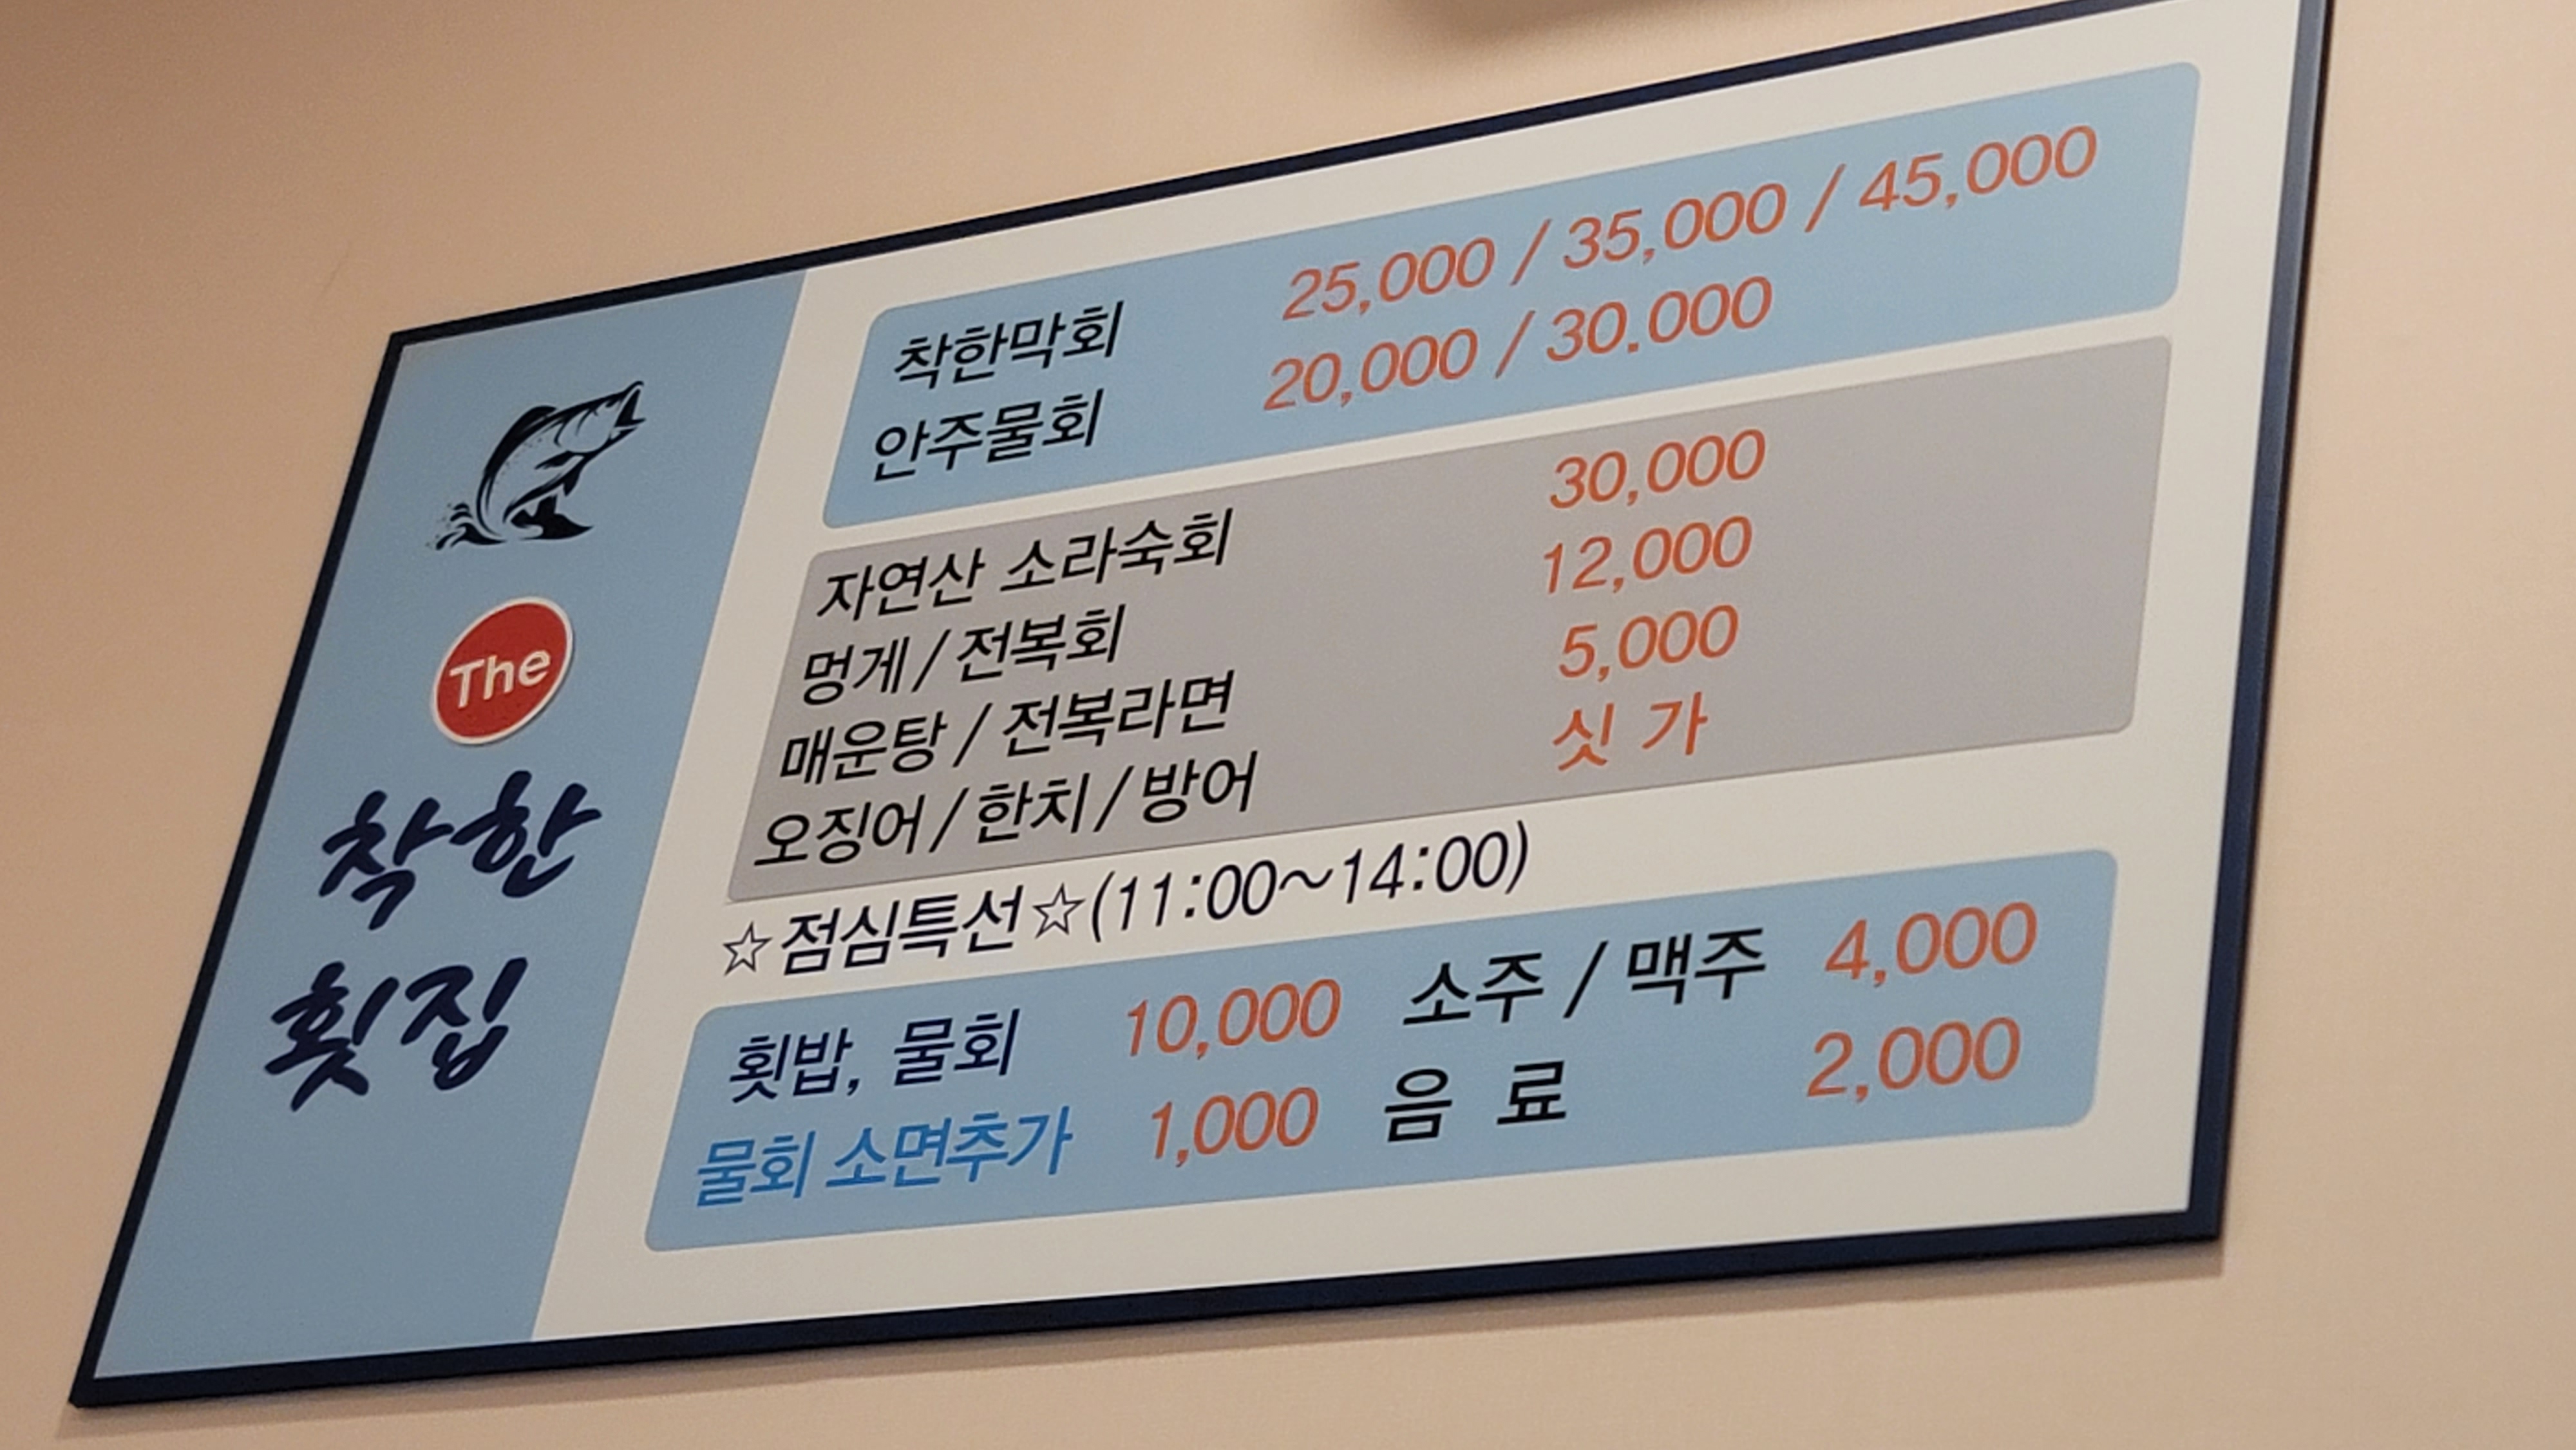 The
착한
횟집
착한막회 25,000 / 35,000 / 45,000
안주물회 20,000 / 30.000
자연산 소라숙회 30,000
멍게 / 전복회 12,000
매운탕 / 전복라면 5,000
오징어 / 한치 / 방어 싯 가
☆점심특선☆(11:00~14:00)
횟밥, 물회 10,000 소주 / 맥주 4,000
물회 소면추가 1,000 음 료 2,000